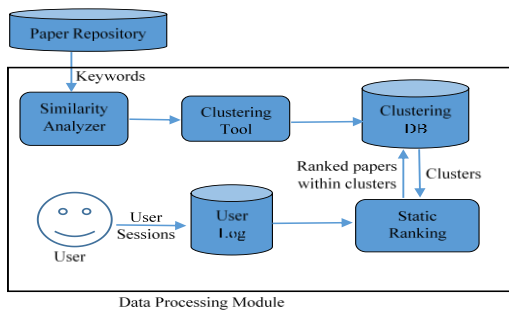 Paper Repository
Keywords
Similarity
Analyzer
Clustering
Tool
Clustering
DB
Ranked papers
within clusters
Clusters
User
Sessions
User
Log
Static
Ranking
User
Data Processing Module